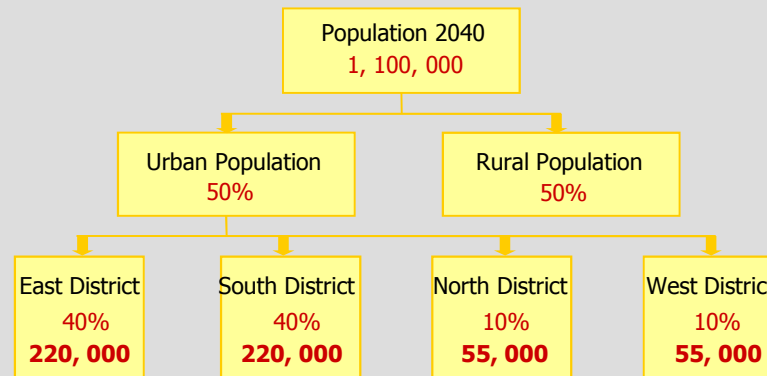 Population 2040
1, 100, 000
Urban Population
50%
Rural Population
50%
East District
40%
220, 000
South District
40%
220, 000
North District
10%
55, 000
West Distric
10%
55, 000